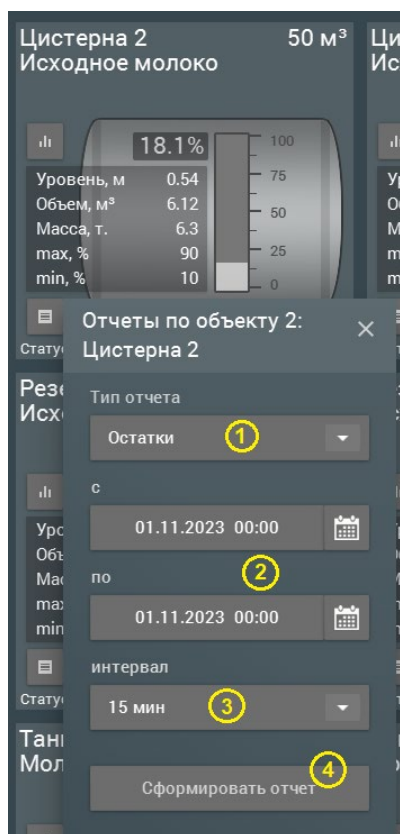 Цистерна 2 50 м³
Исходное молоко
18.1%
100
75
50
25
0
Уровень, м 0.54
Объем, м³ 6.12
Масса, т. 6.3
max, % 90
min, % 10
Отчеты по объекту 2:
Цистерна 2
Тип отчета
Остатки 1
с
01.11.2023 00:00
2
по
01.11.2023 00:00
интервал
15 мин 3
4
Сформировать отчет